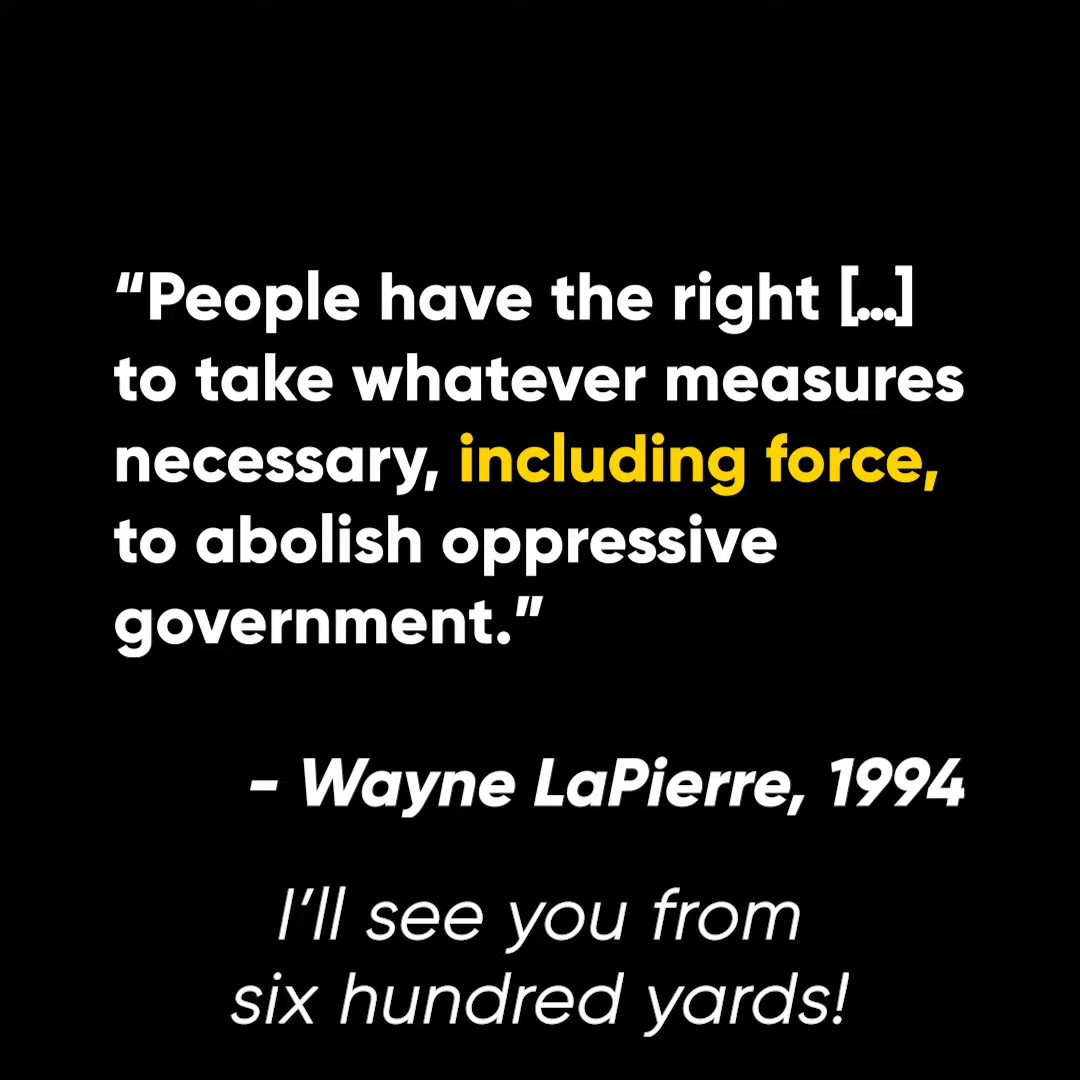 “People have the right [...]
to take whatever measures
necessary, including force,
to abolish oppressive
government.”
- Wayne LaPierre, 1994
I’ll see you from
six hundred yards!